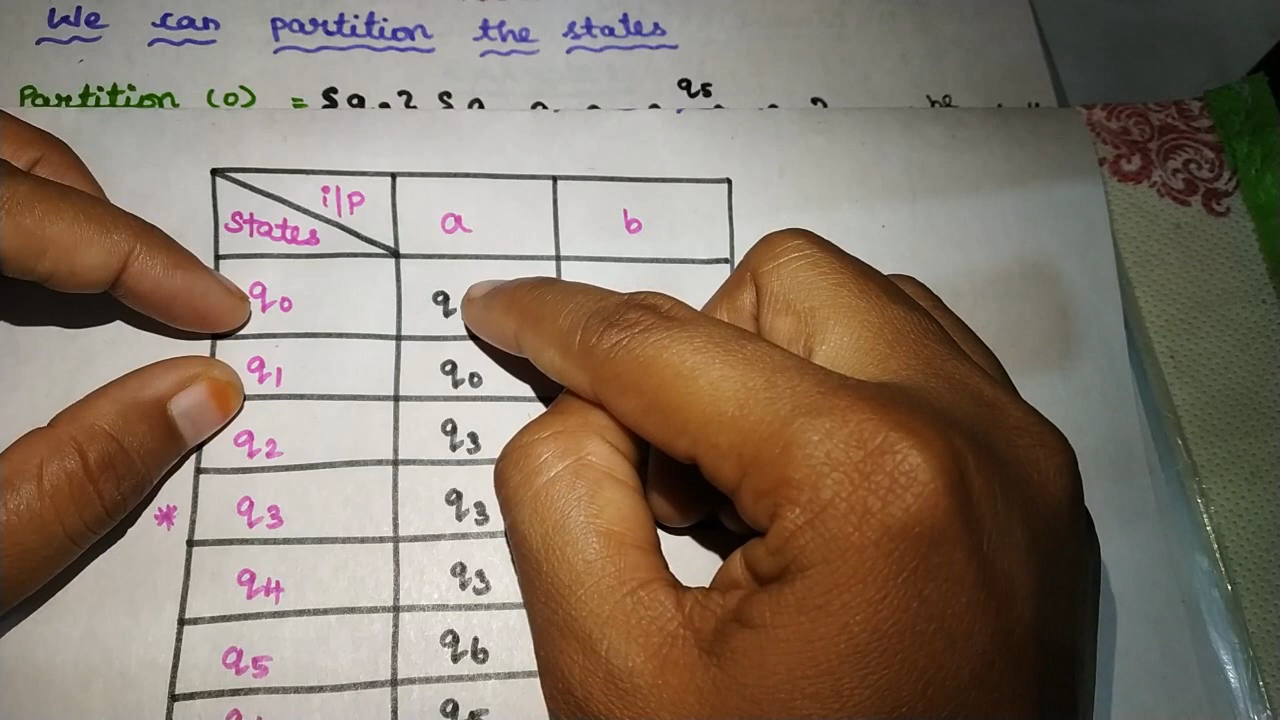 We can partition the states
q5
Partition (0) =
i/p
States a b
q0 q
q1 q0
q2 q3
* q3 q3
q4 q3
q5 q6